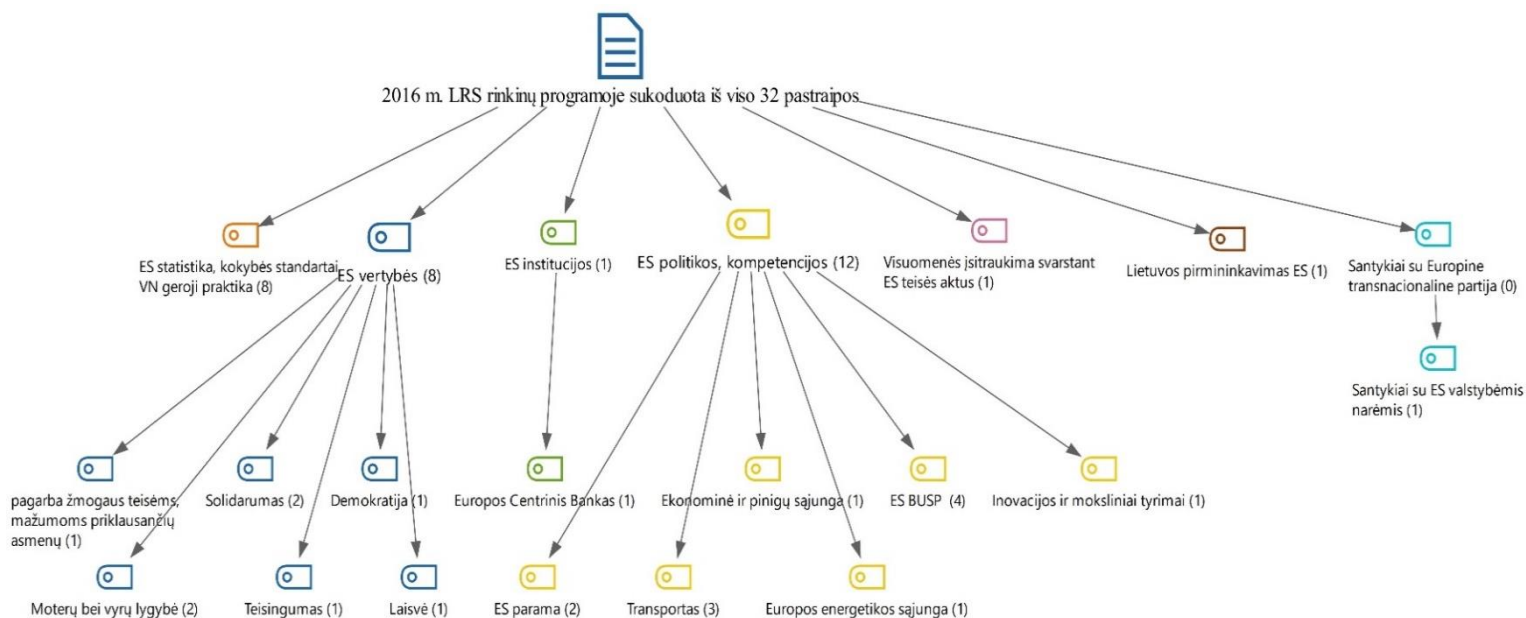 2016 m. LRS rinkinų programoje sukoduota iš viso 32 pastraipos
ES statistika, kokybės standartai,
VN geroji praktika (8)
ES vertybės (8)
ES institucijos (1)
ES politikos, kompetencijos (12)
Visuomenės įsitraukima svarstant
ES teisės aktus (1)
Lietuvos pirmininkavimas ES (1)
Santykiai su Europine
transnacionaline partija (0)
Santykiai su ES valstybėmis
narėmis (1)
pagarba žmogaus teisėms,
mažumoms priklausančių
asmenų (1)
Solidarumas (2)
Demokratija (1)
Europos Centrinis Bankas (1)
Ekonominė ir pinigų sąjunga (1)
ES BUSP (4)
Inovacijos ir moksliniai tyrimai (1)
Moterų bei vyrų lygybė (2)
Teisingumas (1)
Laisvė (1)
ES parama (2)
Transportas (3)
Europos energetikos sąjunga (1)